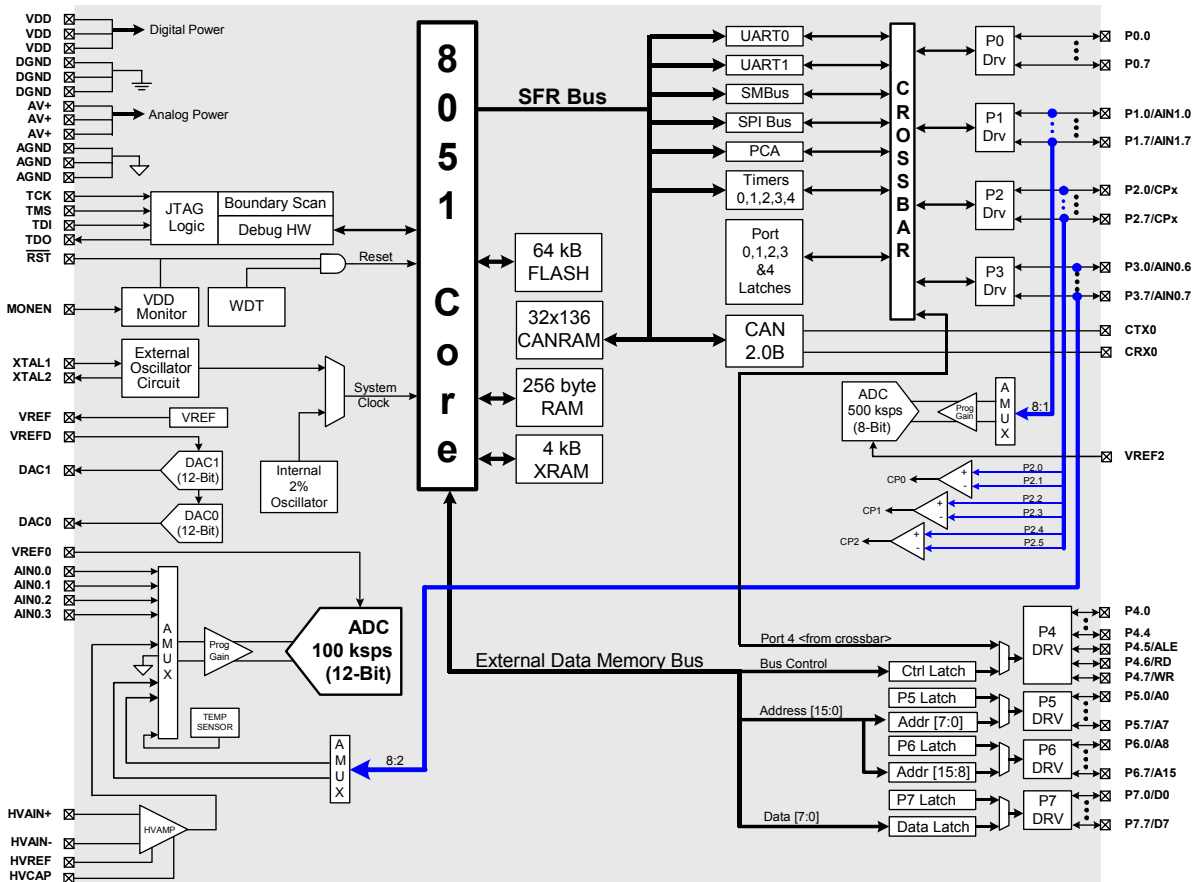 VDD
VDD
VDD
Digital Power
DGND
DGND
DGND
AV+
AV+
AV+
Analog Power
AGND
AGND
AGND
TCK
TMS
TDI
TDO
JTAG
Logic
Boundary Scan
Debug HW
RST
Reset
MONEN
VDD
Monitor
WDT
XTAL1
XTAL2
External
Oscillator
Circuit
System
Clock
VREF
VREF
VREFD
DAC1
DAC1
(12-Bit)
Internal
2%
Oscillator
DAC0
DAC0
(12-Bit)
VREF0
AIN0.0
AIN0.1
AIN0.2
AIN0.3
A
M
U
X
Prog
Gain
ADC
100 ksps
(12-Bit)
TEMP
SENSOR
A
M
U
X
8:2
HVAIN+
HVAIN-
HVREF
HVCAP
HVAMP
8
0
5
1
C
o
r
e
SFR Bus
64 kB
FLASH
32x136
CANRAM
256 byte
RAM
4 kB
XRAM
External Data Memory Bus
UART0
UART1
SMBus
SPI Bus
PCA
Timers
0,1,2,3,4
Port
0,1,2,3
&4
Latches
CAN
2.0B
C
R
O
S
S
B
A
R
P0
Drv
P1
Drv
P2
Drv
P3
Drv
P0.0
P0.7
P1.0/AIN1.0
P1.7/AIN1.7
P2.0/CPx
P2.7/CPx
P3.0/AIN0.6
P3.7/AIN0.7
CTX0
CRX0
ADC
500 ksps
(8-Bit)
Prog
Gain
A
M
U
X
8:1
VREF2
CP0
+
-
P2.0
P2.1
CP1
+
-
P2.2
P2.3
CP2
+
-
P2.4
P2.5
Port 4 <from crossbar>
Bus Control
Ctrl Latch
P4
DRV
P4.0
P4.4
P4.5/ALE
P4.6/RD
P4.7/WR
Address [15:0]
P5 Latch
Addr [7:0]
P5
DRV
P5.0/A0
P5.7/A7
P6 Latch
Addr [15:8]
P6
DRV
P6.0/A8
P6.7/A15
Data [7:0]
P7 Latch
Data Latch
P7
DRV
P7.0/D0
P7.7/D7